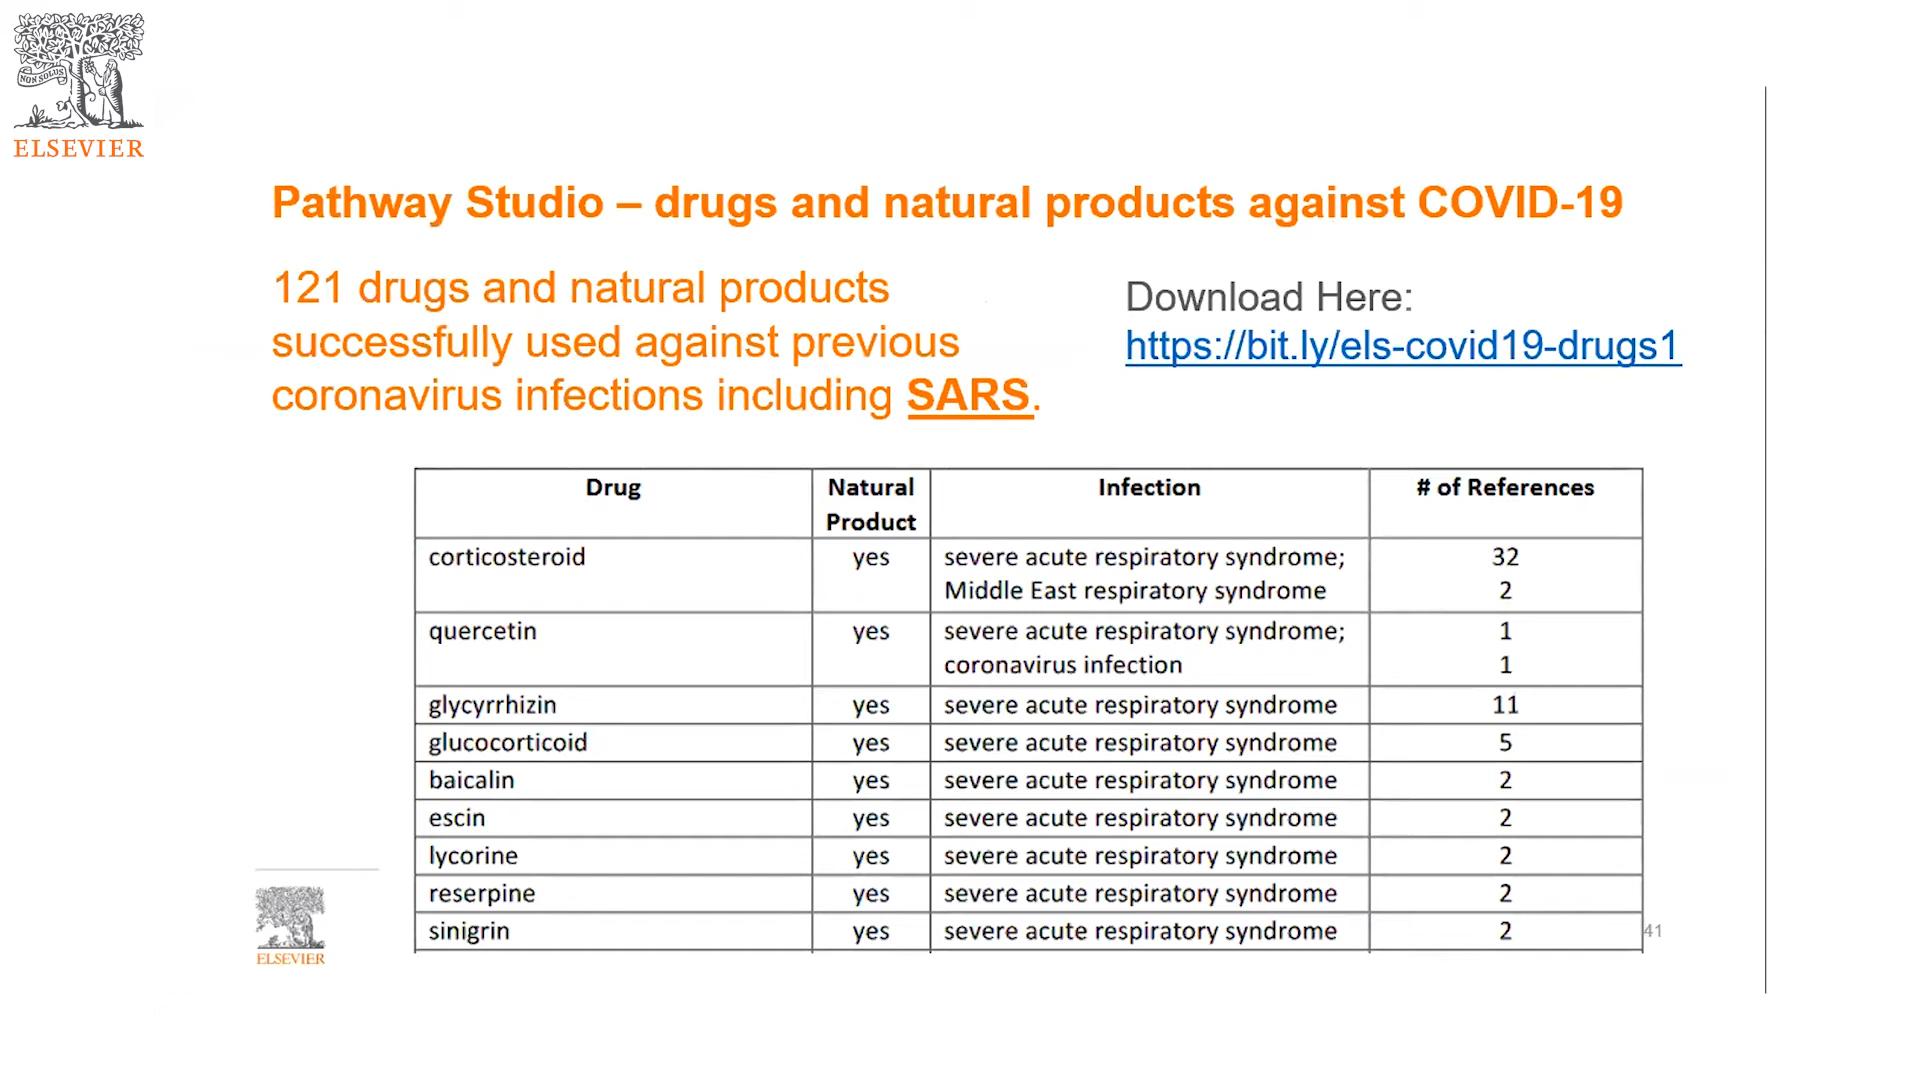 NON SOLUS
ELSEVIER
Pathway Studio – drugs and natural products against COVID-19
121 drugs and natural products
successfully used against previous
coronavirus infections including SARS.
Download Here:
https://bit.ly/els-covid19-drugs1
Drug Natural Product Infection # of References
corticosteroid yes severe acute respiratory syndrome; 32
Middle East respiratory syndrome 2
quercetin yes severe acute respiratory syndrome; 1
coronavirus infection 1
glycyrrhizin yes severe acute respiratory syndrome 11
glucocorticoid yes severe acute respiratory syndrome 5
baicalin yes severe acute respiratory syndrome 2
escin yes severe acute respiratory syndrome 2
lycorine yes severe acute respiratory syndrome 2
reserpine yes severe acute respiratory syndrome 2
sinigrin yes severe acute respiratory syndrome 2
41
ELSEVIER